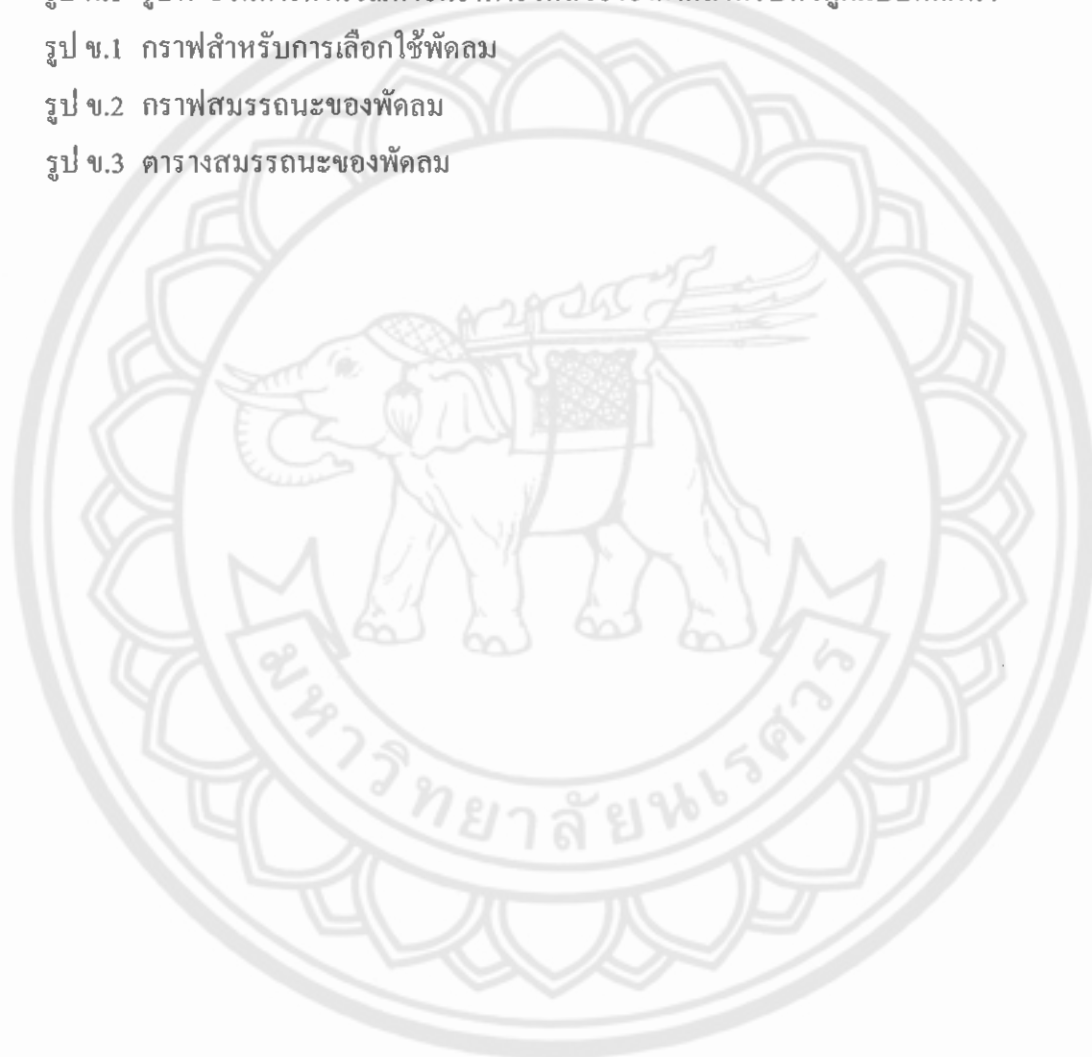 รูป ข.1 กราฟสำหรับการเลือกใช้พัดลม
รูป ข.2 กราฟสมรรถนะของพัดลม
รูป ข.3 ตารางสมรรถนะของพัดลม
มหาวิทยาลัยนเรศวร